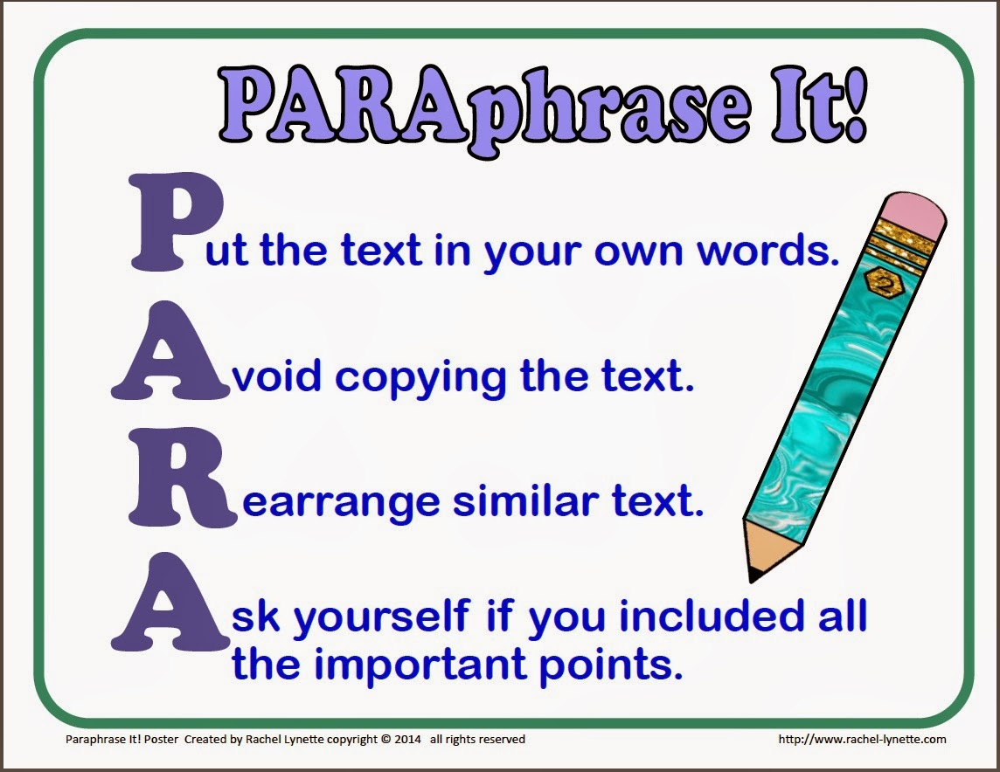 PARAphrase It!
Put the text in your own words.
2
Avoid copying the text.
Rearrange similar text.
Ask yourself if you included all
the important points.
Paraphrase It! Poster Created by Rachel Lynette copyright © 2014 all rights reserved
http://www.rachel-lynette.com